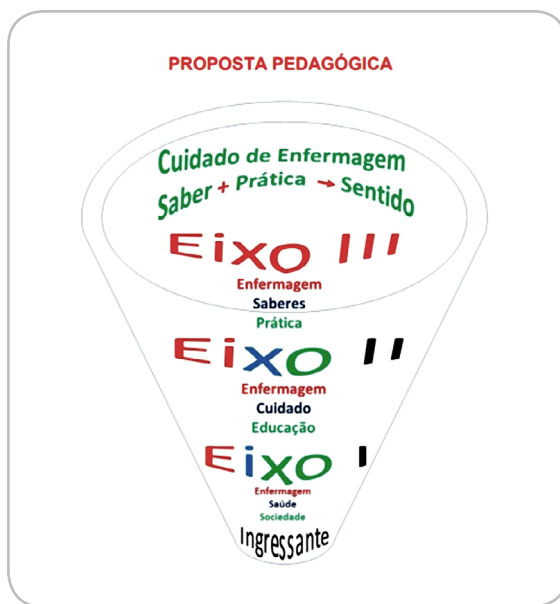 PROPOSTA PEDAGÓGICA
Cuidado de Enfermagem
Saber + Prática → Sentido
Eixo III
Enfermagem
Saberes
Prática
Eixo II
Enfermagem
Cuidado
Educação
Eixo I
Enfermagem
Saúde
Sociedade
Ingressante